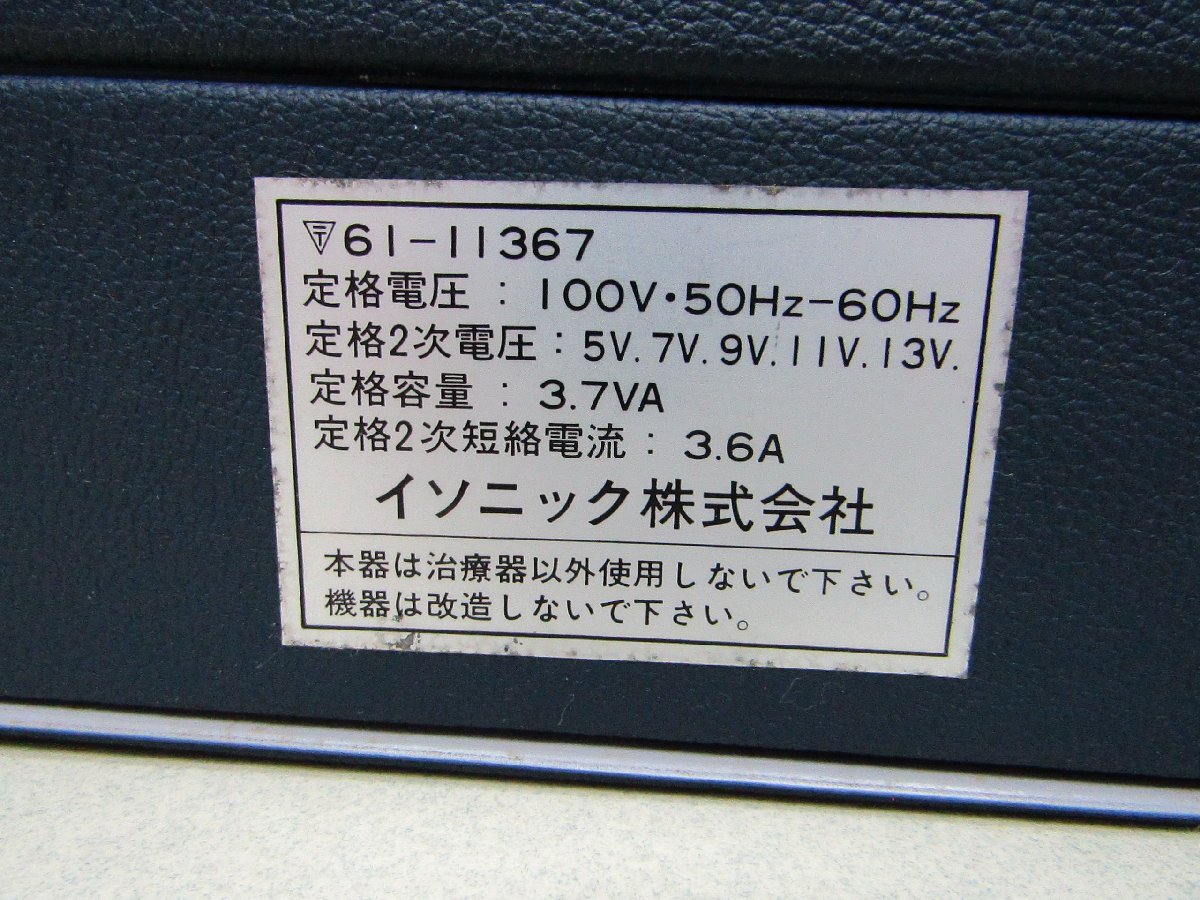 〒61-11367
定格電圧 : 100V・50Hz-60Hz
定格2次電圧 : 5V. 7V. 9V. 11V. 13V.
定格容量 : 3.7VA
定格2次短絡電流 : 3.6A
イソニック株式会社
本器は治療器以外使用しないで下さい。
機器は改造しないで下さい。